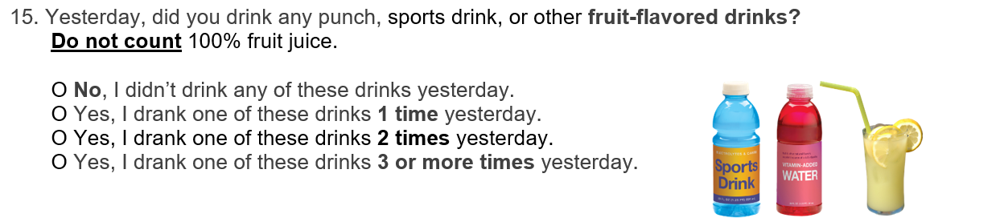 15. Yesterday, did you drink any punch, sports drink, or other fruit-flavored drinks?
Do not count 100% fruit juice.
O No, I didn’t drink any of these drinks yesterday.
O Yes, I drank one of these drinks 1 time yesterday.
O Yes, I drank one of these drinks 2 times yesterday.
O Yes, I drank one of these drinks 3 or more times yesterday.
Sports
Drink
VITAMIN-ADDED
WATER